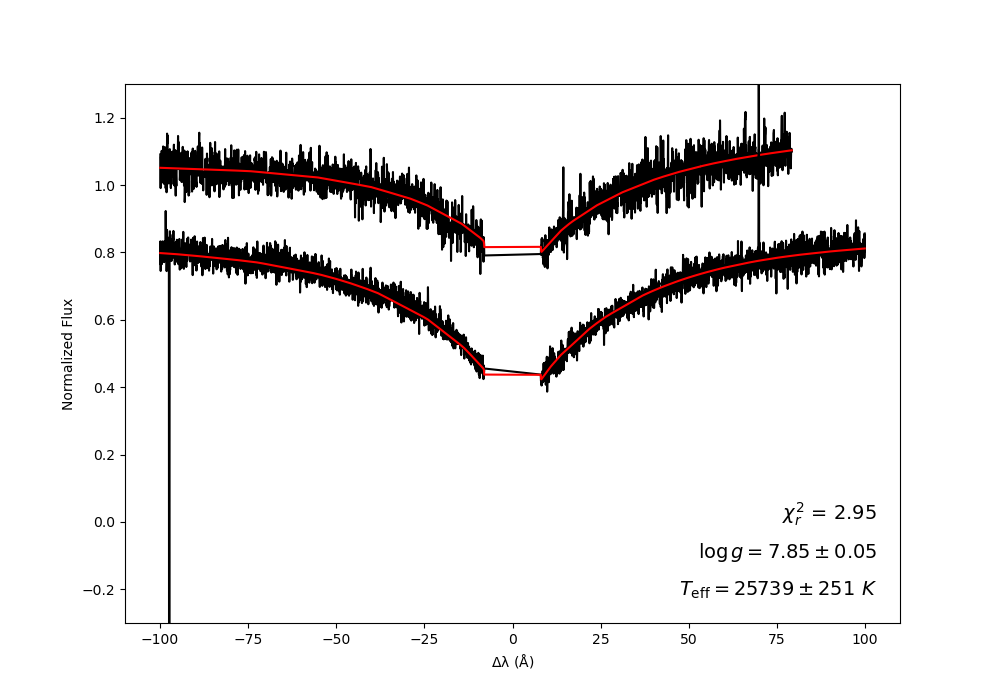 1.2
1.0
0.8
0.6
0.4
0.2
0.0
−0.2
Normalized Flux
χ²ᵣ = 2.95
log g = 7.85 ± 0.05
T_eff = 25739 ± 251 K
−100 −75 −50 −25 0 25 50 75 100
Δλ (Å)